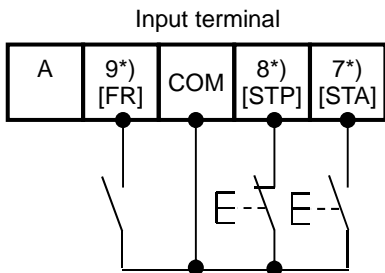 Input terminal
A 9*) COM 8*) 7*)
[FR] [STP] [STA]